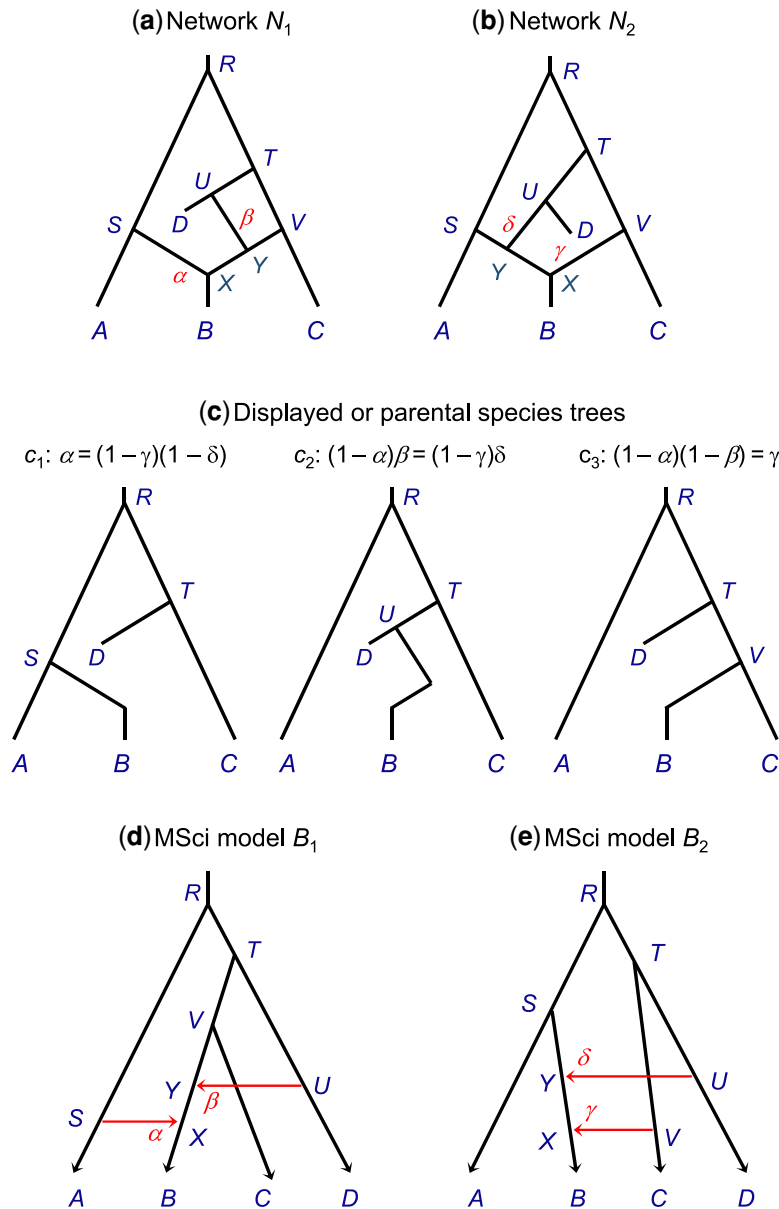 (a) Network N₁
(b) Network N₂
R
R
T
T
U
U
D
D
β
δ
S
V
S
V
α
X
Y
Y
γ
X
A
B
C
A
B
C
(c) Displayed or parental species trees
c₁: α = (1 − γ)(1 − δ)
c₂: (1 − α)β = (1 − γ)δ
c₃: (1 − α)(1 − β) = γ
R
R
R
T
T
T
U
S
D
D
D
V
A
B
C
A
B
C
A
B
C
(d) MSci model B₁
(e) MSci model B₂
R
R
T
T
V
S
Y
β
U
δ
Y
U
S
α
X
γ
X
V
A
B
C
D
A
B
C
D